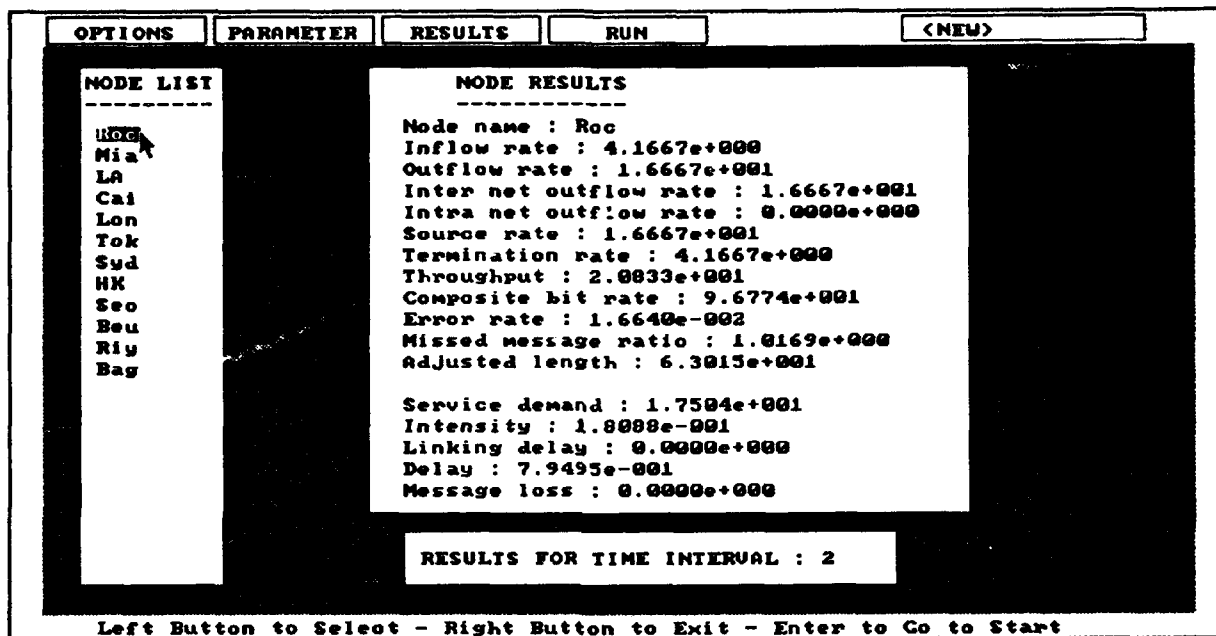 OPTIONS PARAMETER RESULTS RUN <NEW>
NODE LIST
---------
Roc
Mia
LA
Cai
Lon
Tok
Syd
HK
Seo
Beu
Riy
Bag
NODE RESULTS
------------
Node name : Roc
Inflow rate : 4.1667e+000
Outflow rate : 1.6667e+001
Inter net outflow rate : 1.6667e+001
Intra net outflow rate : 0.0000e+000
Source rate : 1.6667e+001
Termination rate : 4.1667e+000
Throughput : 2.0833e+001
Composite bit rate : 9.6774e+001
Error rate : 1.6640e-002
Missed message ratio : 1.0169e+000
Adjusted length : 6.3015e+001
Service demand : 1.7504e+001
Intensity : 1.8088e-001
Linking delay : 0.0000e+000
Delay : 7.9495e-001
Message loss : 0.0000e+000
RESULTS FOR TIME INTERVAL : 2
Left Button to Select - Right Button to Exit - Enter to Go to Start